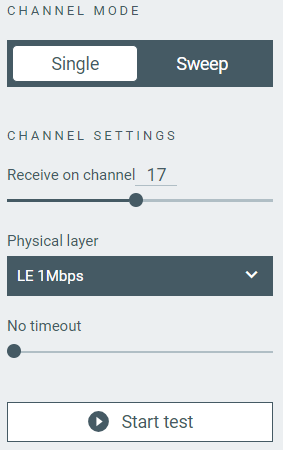 CHANNEL MODE
Single Sweep
CHANNEL SETTINGS
Receive on channel 17
Physical layer
LE 1Mbps
No timeout
Start test